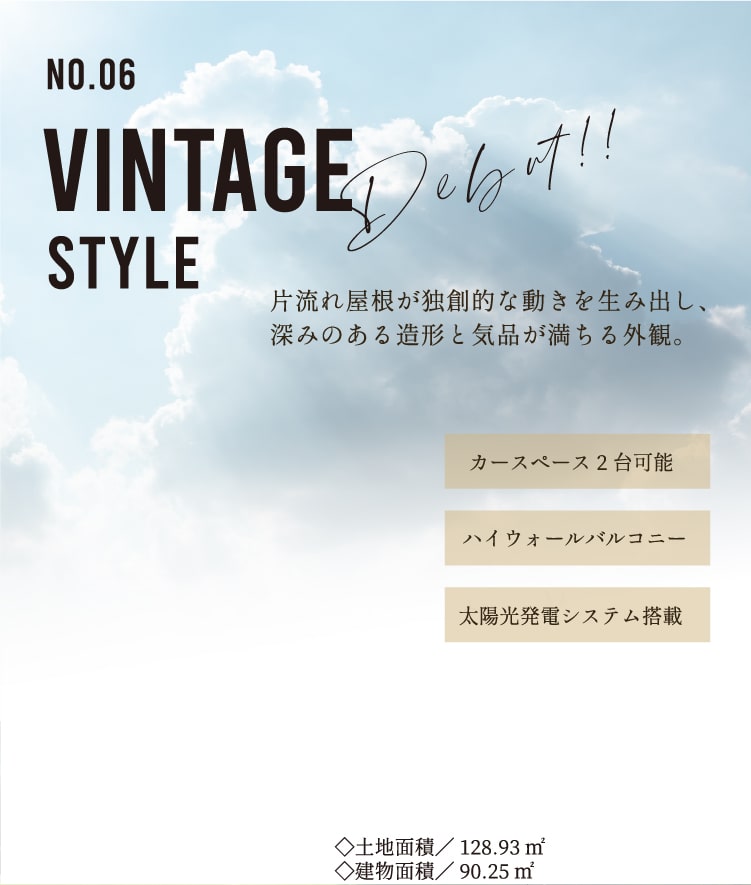 NO.06
VINTAGE Debut!!
STYLE
片流れ屋根が独創的な動きを生み出し、
深みのある造形と気品が満ちる外観。
カースペース2台可能
ハイウォールバルコニー
太陽光発電システム搭載
◇土地面積／128.93㎡
◇建物面積／90.25㎡